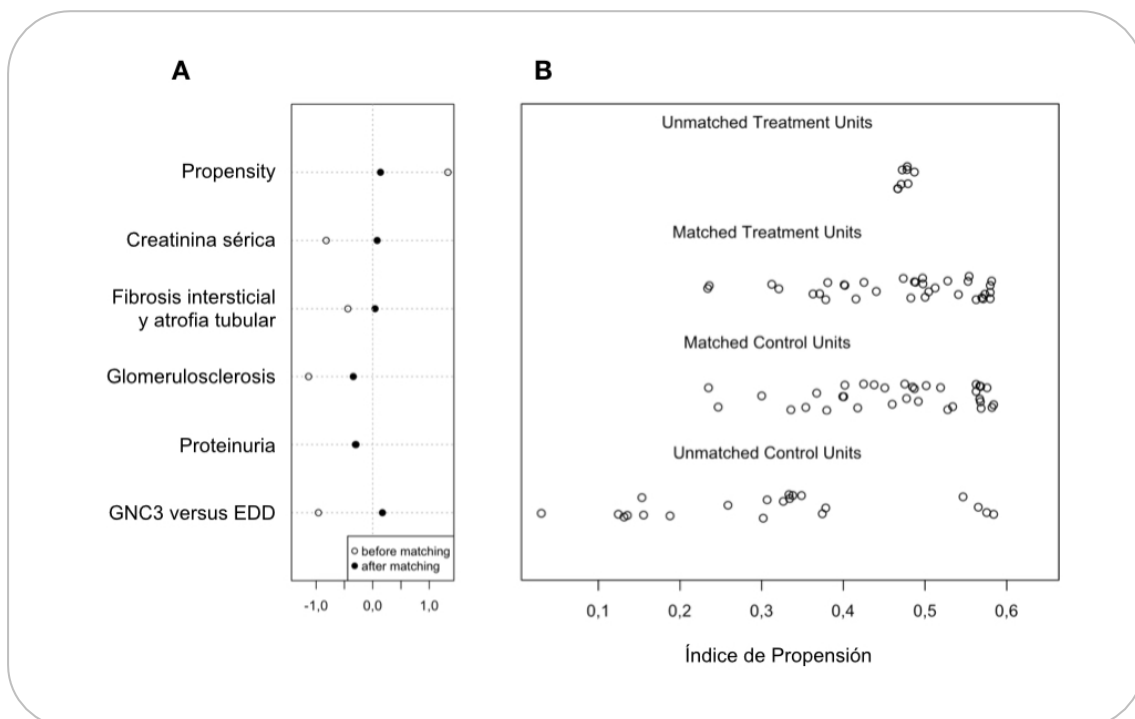 A
Propensity
Creatinina sérica
Fibrosis intersticial
y atrofia tubular
Glomerulosclerosis
Proteinuria
GNC3 versus EDD
before matching
after matching
-1,0 0,0 1,0
B
Unmatched Treatment Units
Matched Treatment Units
Matched Control Units
Unmatched Control Units
0,1 0,2 0,3 0,4 0,5 0,6
Índice de Propensión